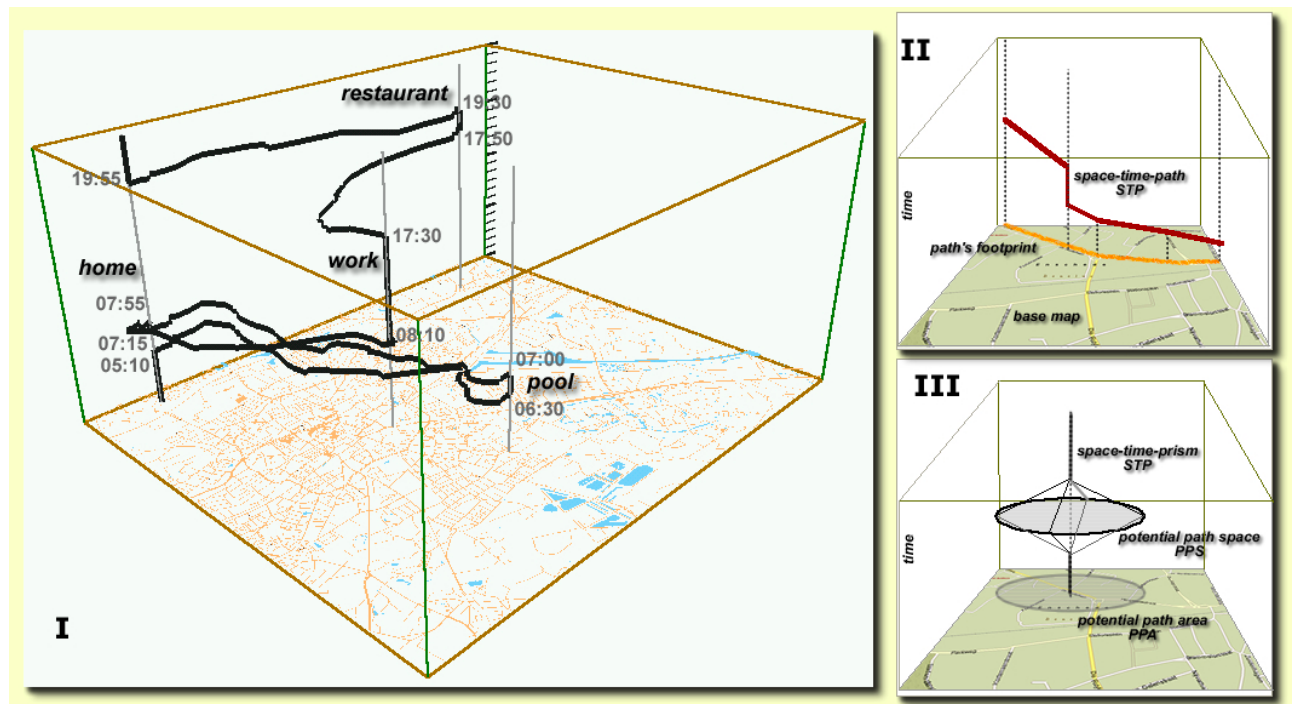 restaurant
19:30
17:50
19:55
17:30
work
home
07:55
07:15
05:10
08:10
07:00
pool
06:30
I
II
space-time-path
STP
time
path's footprint
base map
III
space-time-prism
STP
time
potential path space
PPS
potential path area
PPA